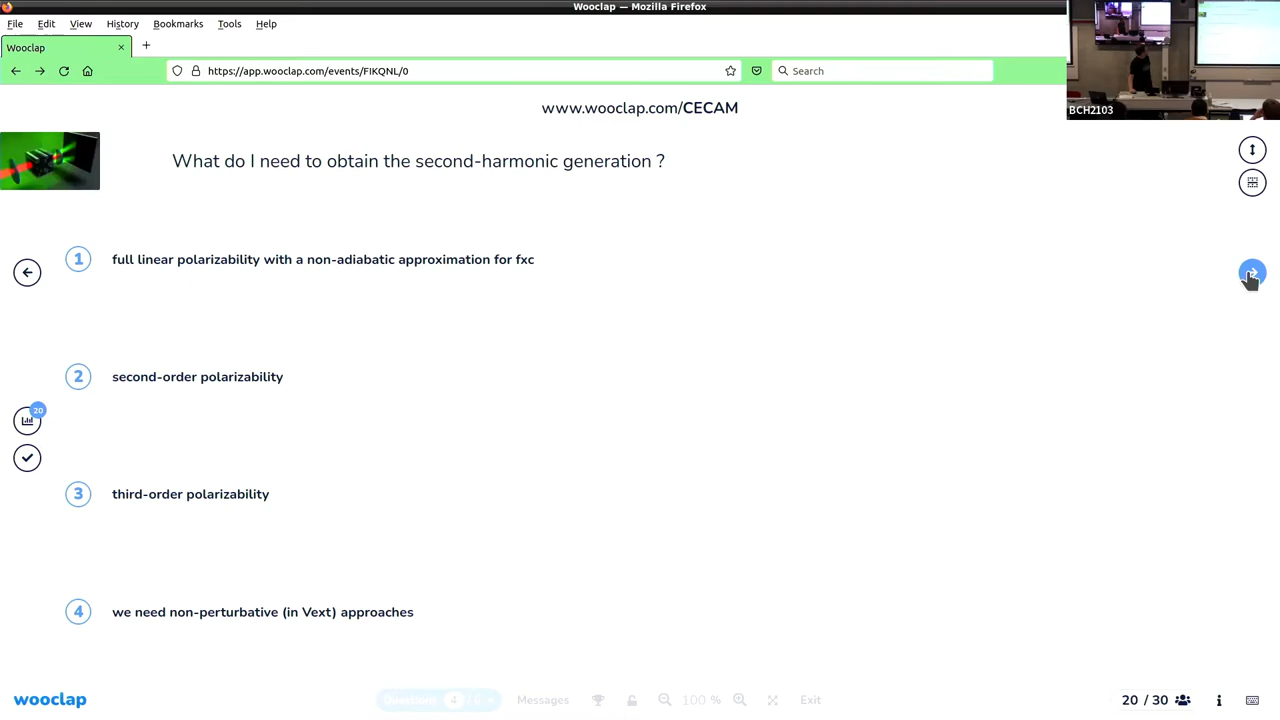 Wooclap — Mozilla Firefox
File Edit View History Bookmarks Tools Help
Wooclap
https://app.wooclap.com/events/FIKQNL/0
Search
BCH2103
www.wooclap.com/CECAM
What do I need to obtain the second-harmonic generation ?
1 full linear polarizability with a non-adiabatic approximation for fxc
2 second-order polarizability
20
3 third-order polarizability
4 we need non-perturbative (in Vext) approaches
wooclap
Questions 4 /
Messages
100 %
Exit
20 / 30